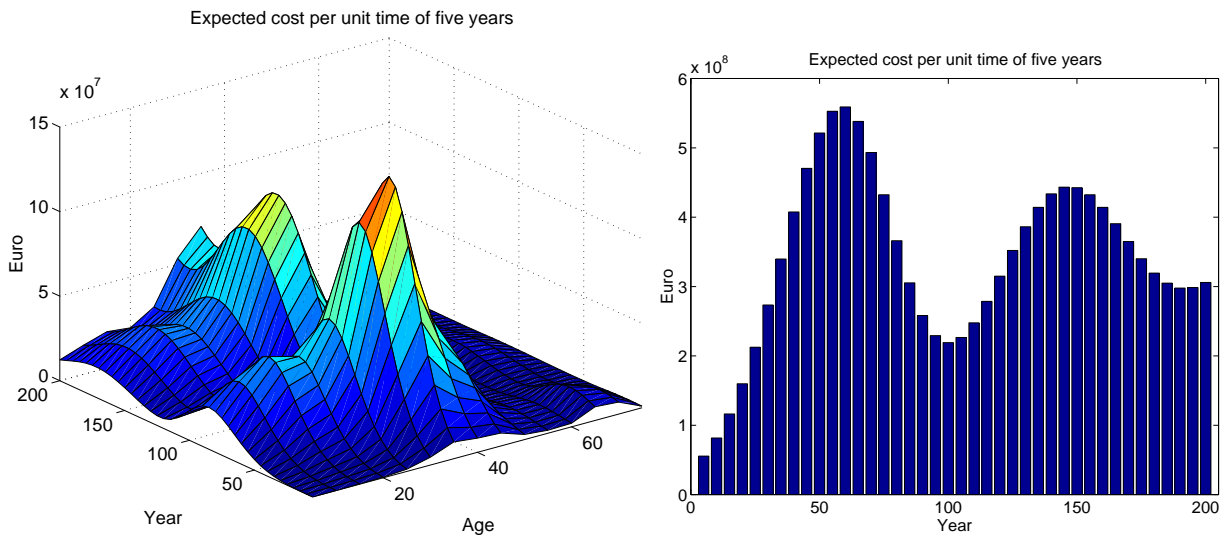 Expected cost per unit time of five years
x 10^7
15
10
5
0
Euro
200
150
100
50
Year
20
40
60
Age
Expected cost per unit time of five years
x 10^8
6
5
4
3
2
1
0
Euro
0
50
100
150
200
Year